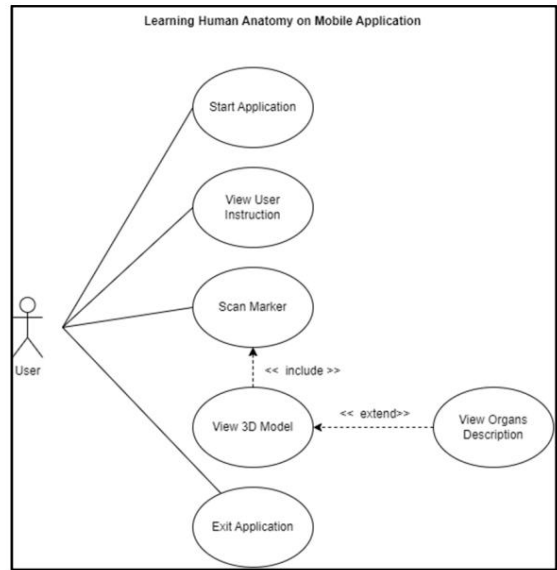 Learning Human Anatomy on Mobile Application
Start Application
View User
Instruction
Scan Marker
User
<< include >>
View 3D Model
<< extend>>
View Organs
Description
Exit Application